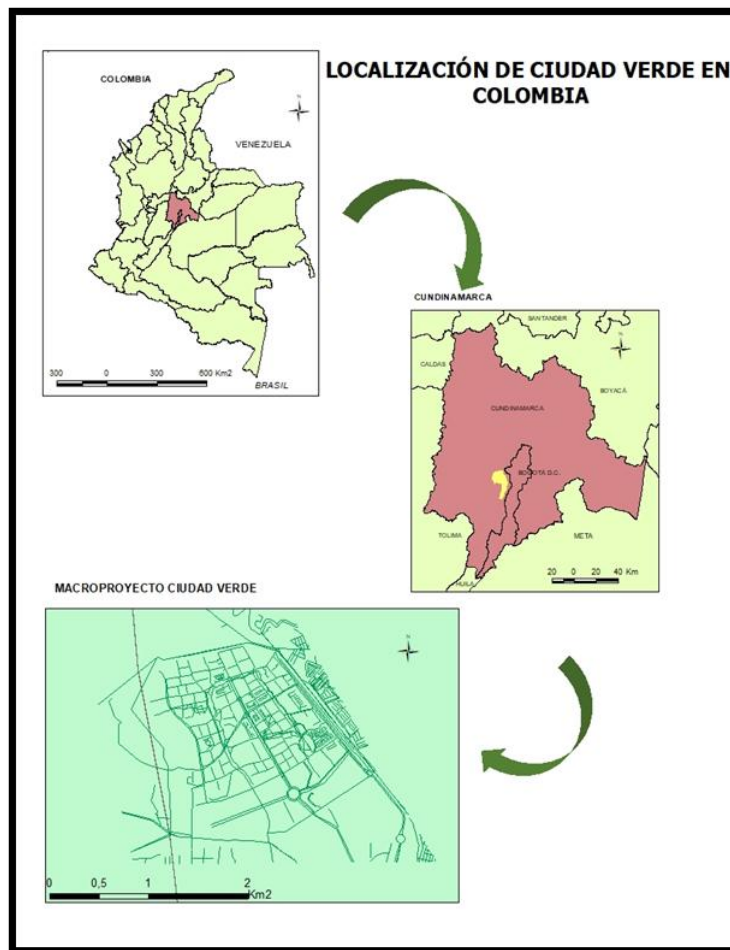 LOCALIZACIÓN DE CIUDAD VERDE EN
COLOMBIA
COLOMBIA
N
VENEZUELA
300 0 300 600 Km2
BRASIL
CUNDINAMARCA
SANTANDER
N
CALDAS
BOYACÁ
CUNDINAMARCA
BOGOTÁ D.C.
TOLIMA
META
HUILA
20 0 20 40 Km
MACROPROYECTO CIUDAD VERDE
N
0 0,5 1 2
Km2